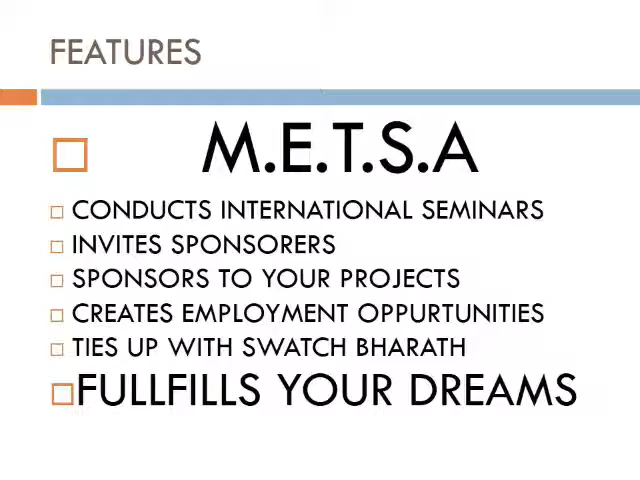 FEATURES
M.E.T.S.A
CONDUCTS INTERNATIONAL SEMINARS
INVITES SPONSORERS
SPONSORS TO YOUR PROJECTS
CREATES EMPLOYMENT OPPURTUNITIES
TIES UP WITH SWATCH BHARATH
FULLFILLS YOUR DREAMS